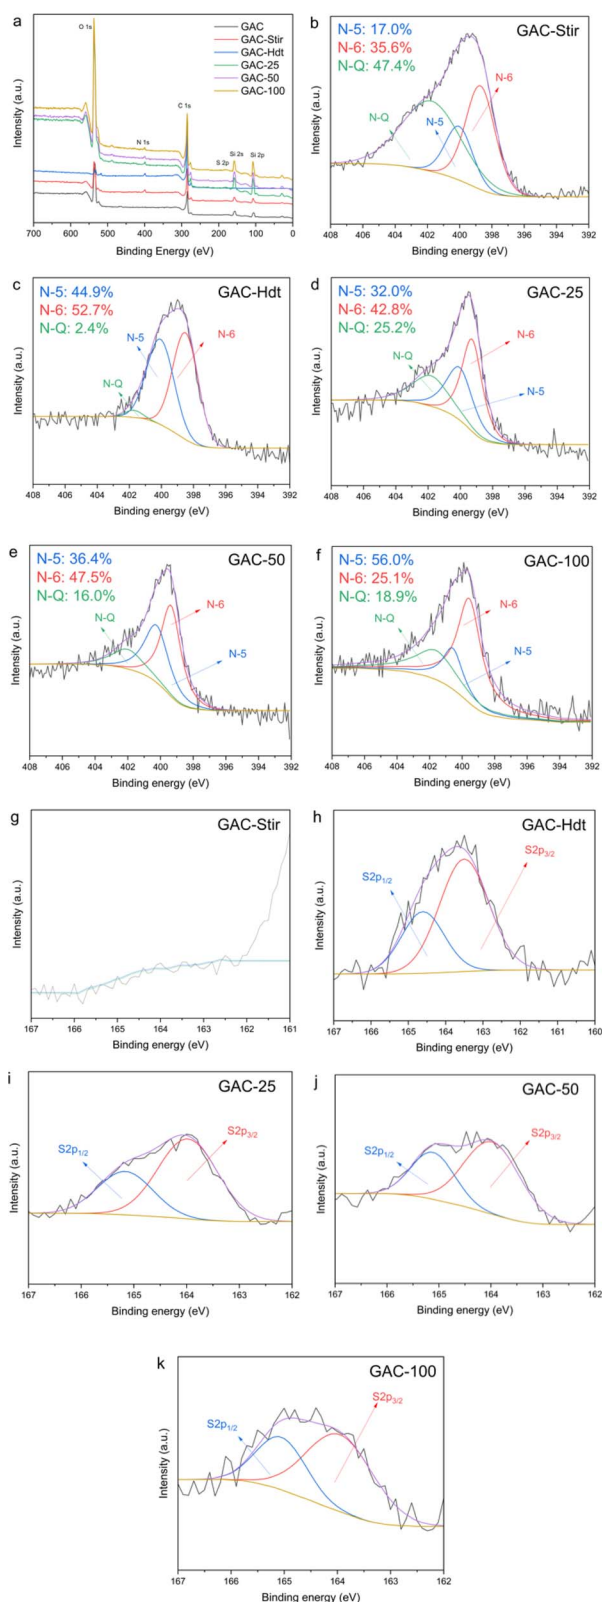 a
O 1s
N 1s
C 1s
S 2p
Si 2s
Si 2p
GAC
GAC-Stir
GAC-Hdt
GAC-25
GAC-50
GAC-100
Intensity (a.u.)
700 600 500 400 300 200 100 0
Binding Energy (eV)
b
N-5: 17.0%
N-6: 35.6%
N-Q: 47.4%
GAC-Stir
N-Q
N-5
N-6
Intensity (a.u.)
408 406 404 402 400 398 396 394 392
Binding energy (eV)
c
N-5: 44.9%
N-6: 52.7%
N-Q: 2.4%
GAC-Hdt
N-5
N-6
N-Q
Intensity (a.u.)
408 406 404 402 400 398 396 394 392
Binding energy (eV)
d
N-5: 32.0%
N-6: 42.8%
N-Q: 25.2%
GAC-25
N-Q
N-6
N-5
Intensity (a.u.)
408 406 404 402 400 398 396 394 392
Binding energy (eV)
e
N-5: 36.4%
N-6: 47.5%
N-Q: 16.0%
GAC-50
N-6
N-Q
N-5
Intensity (a.u.)
408 406 404 402 400 398 396 394 392
Binding energy (eV)
f
N-5: 56.0%
N-6: 25.1%
N-Q: 18.9%
GAC-100
N-6
N-Q
N-5
Intensity (a.u.)
408 406 404 402 400 398 396 394 392
Binding energy (eV)
g
GAC-Stir
Intensity (a.u.)
167 166 165 164 163 162 161
Binding energy (eV)
h
GAC-Hdt
S2p1/2
S2p3/2
Intensity (a.u.)
167 166 165 164 163 162 161 160
Binding energy (eV)
i
GAC-25
S2p1/2
S2p3/2
Intensity (a.u.)
167 166 165 164 163 162
Binding energy (eV)
j
GAC-50
S2p1/2
S2p3/2
Intensity (a.u.)
167 166 165 164 163 162
Binding energy (eV)
k
GAC-100
S2p1/2
S2p3/2
Intensity (a.u.)
167 166 165 164 163 162
Binding energy (eV)